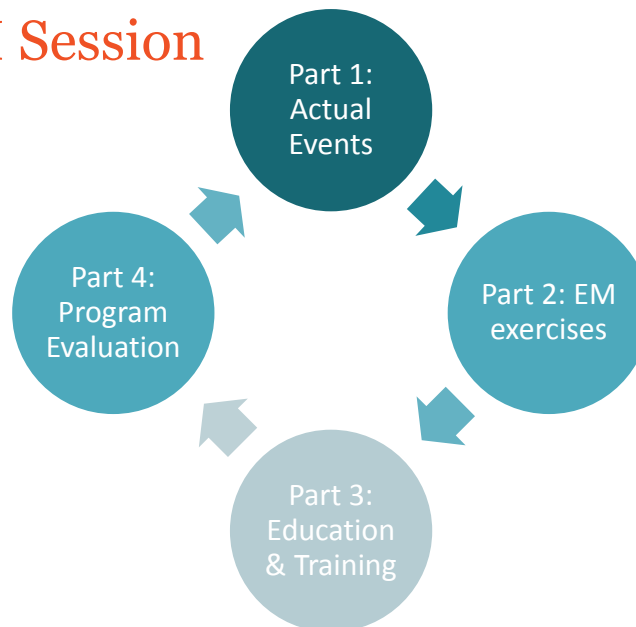 Session
Part 1:
Actual
Events
Part 2: EM
exercises
Part 3:
Education
& Training
Part 4:
Program
Evaluation